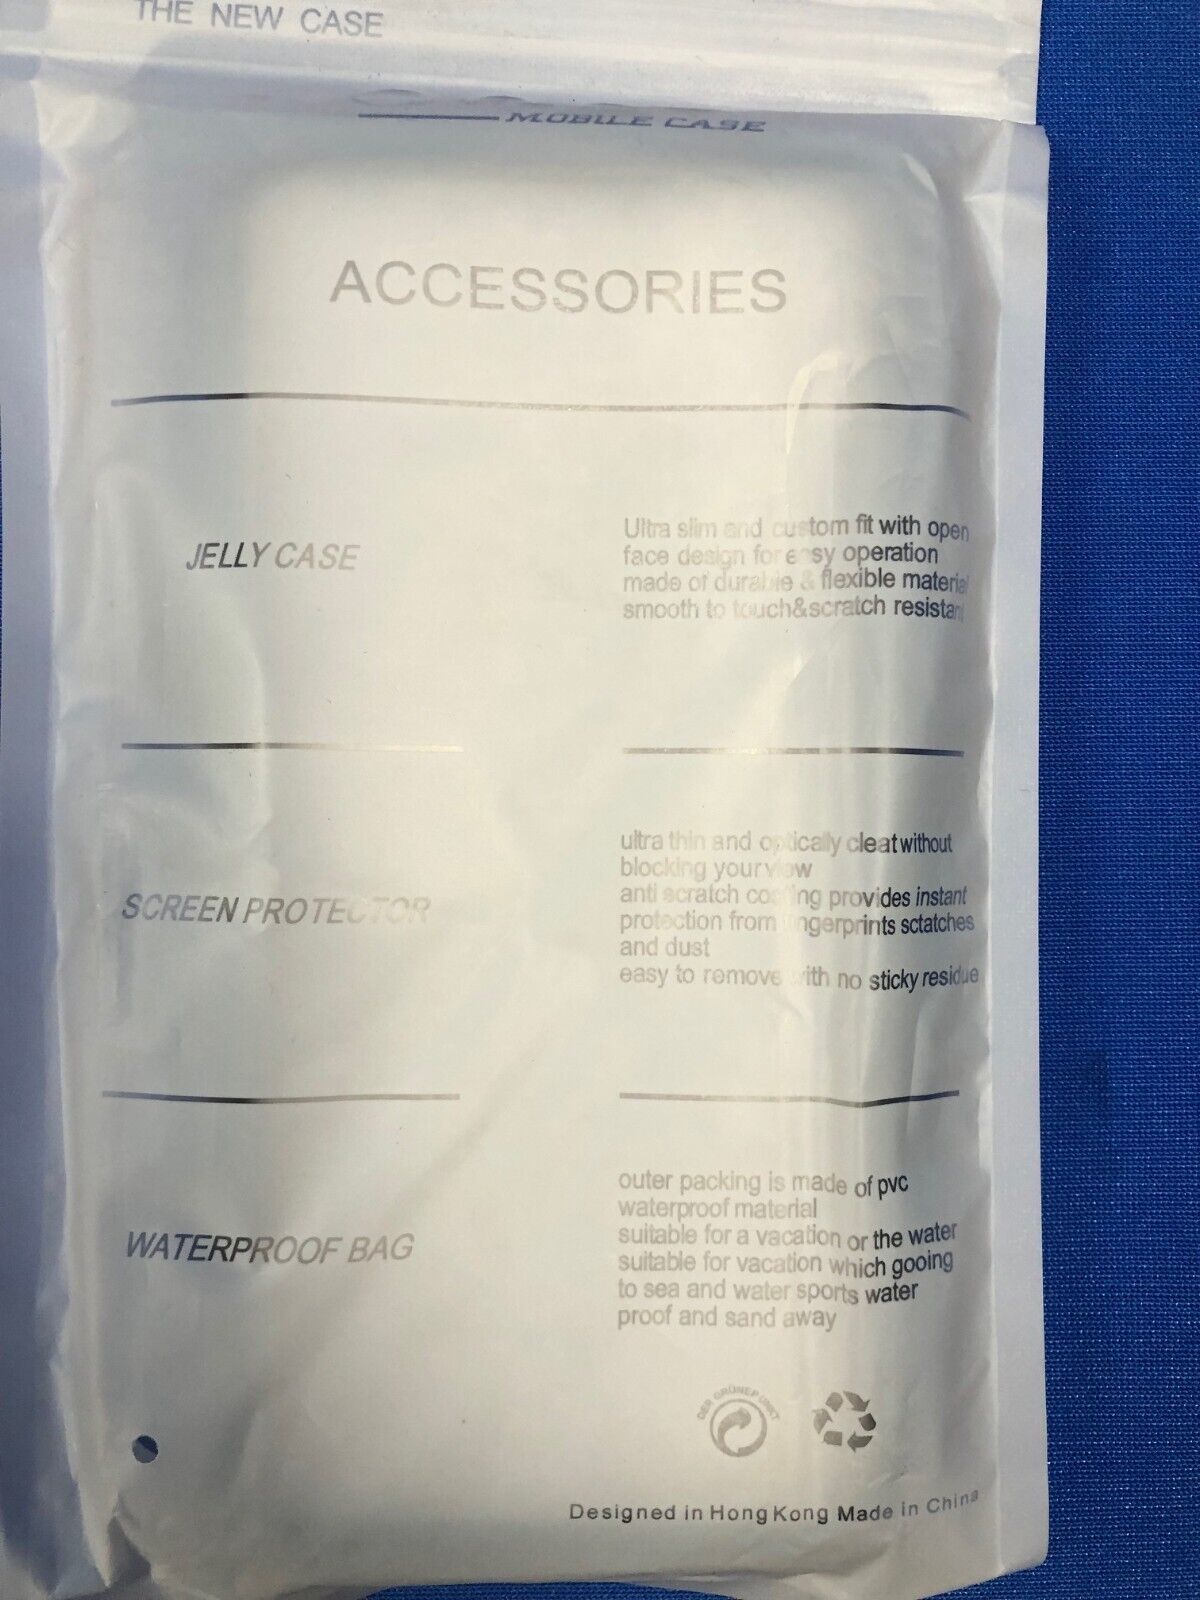 THE NEW CASE
MOBILE CASE
ACCESSORIES
JELLY CASE
Ultra slim and custom fit with open
face design for easy operation
made of durable & flexible material
smooth to touch&scratch resistant
SCREEN PROTECTOR
ultra thin and optically cleat without
blocking your view
anti scratch coating provides instant
protection from fingerprints sctatches
and dust
easy to remove with no sticky residue
WATERPROOF BAG
outer packing is made of pvc
waterproof material
suitable for a vacation or the water
suitable for vacation which gooing
to sea and water sports water
proof and sand away
DER GRÜNE PUNKT
Designed in Hong Kong Made in China